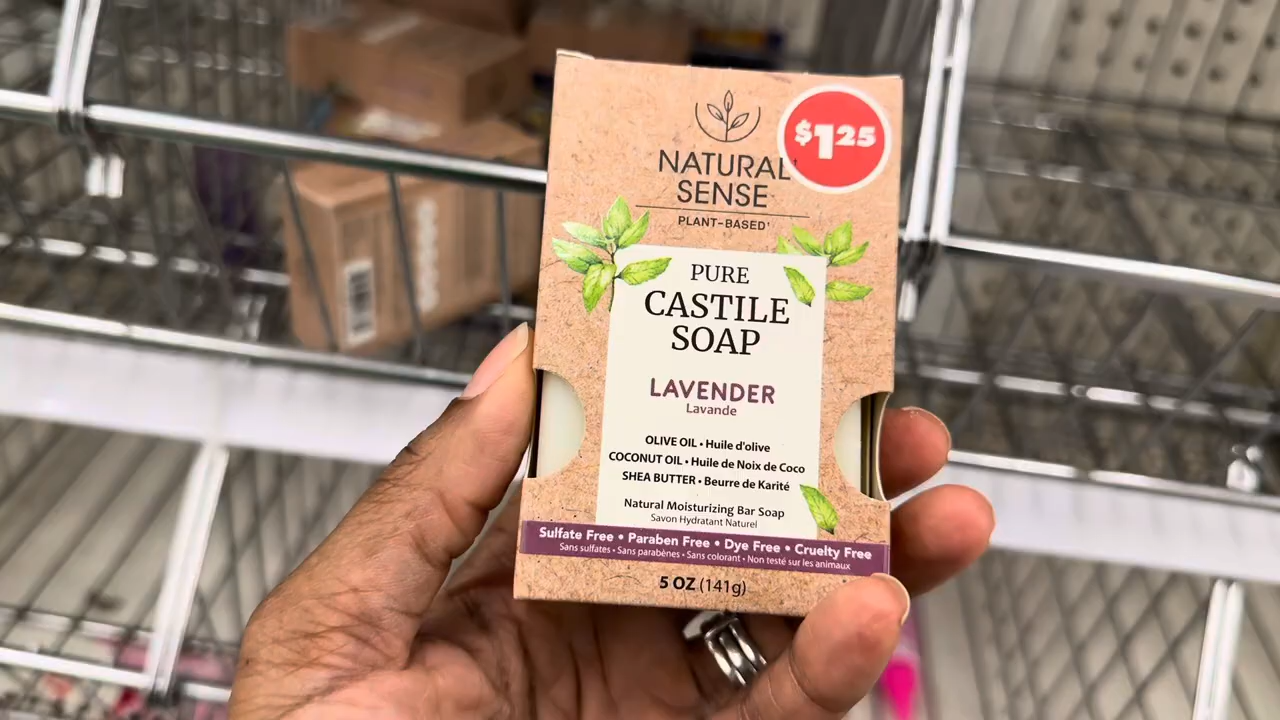 $1.25
NATURAL
SENSE
PLANT-BASED†
PURE
CASTILE
SOAP
LAVENDER
Lavande
OLIVE OIL • Huile d'olive
COCONUT OIL • Huile de Noix de Coco
SHEA BUTTER • Beurre de Karité
Natural Moisturizing Bar Soap
Savon Hydratant Naturel
Sulfate Free • Paraben Free • Dye Free • Cruelty Free
Sans sulfates • Sans parabènes • Sans colorant • Non testé sur les animaux
5 OZ (141g)